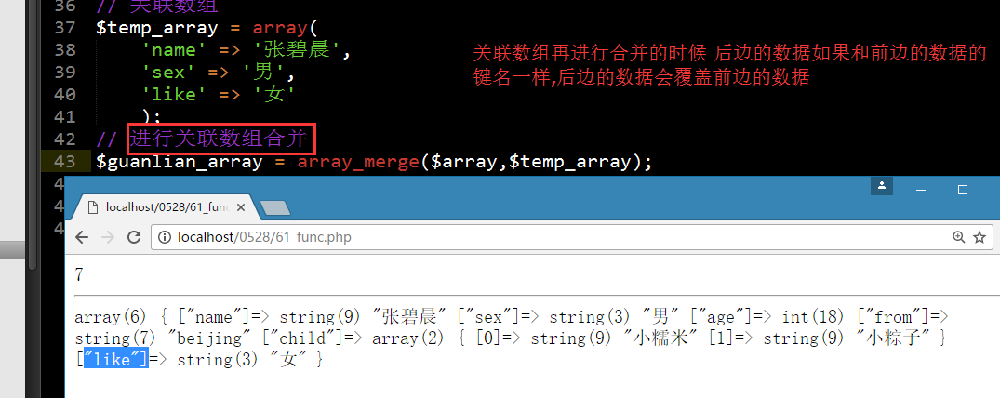 36 // 关联数组
37 $temp_array = array(
38 'name' => '张碧晨',
39 'sex' => '男',
40 'like' => '女'
41 );
关联数组再进行合并的时候 后边的数据如果和前边的数据的
键名一样,后边的数据会覆盖前边的数据
42 // 进行关联数组合并
43 $guanlian_array = array_merge($array,$temp_array);
4
4
4
localhost/0528/61_func
localhost/0528/61_func.php
7
array(6) { ["name"]=> string(9) "张碧晨" ["sex"]=> string(3) "男" ["age"]=> int(18) ["from"]=>
string(7) "beijing" ["child"]=> array(2) { [0]=> string(9) "小糯米" [1]=> string(9) "小粽子" }
["like"]=> string(3) "女" }